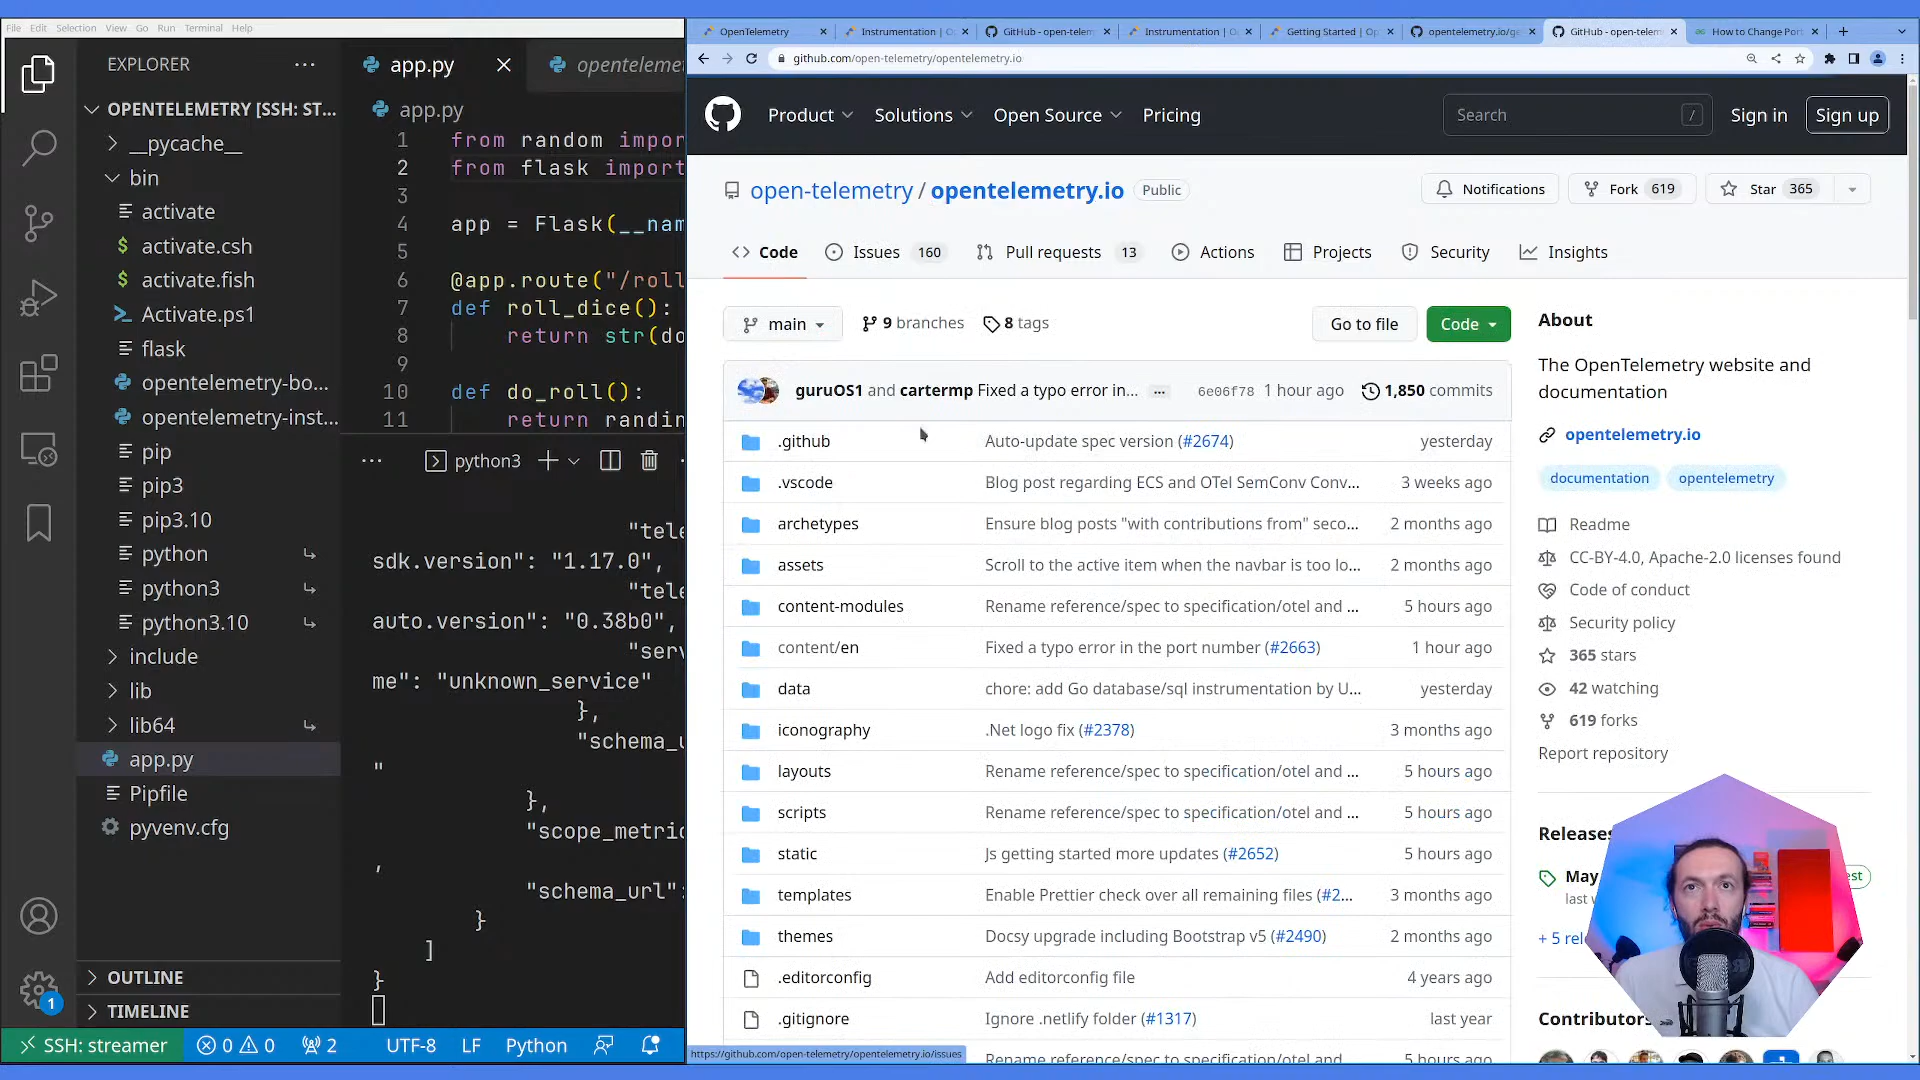 File Edit Selection View Go Run Terminal Help
EXPLORER
OPENTELEMETRY [SSH: ST...
__pycache__
bin
activate
activate.csh
activate.fish
Activate.ps1
flask
opentelemetry-bo...
opentelemetry-inst...
pip
pip3
pip3.10
python
python3
python3.10
include
lib
lib64
app.py
Pipfile
pyvenv.cfg
OUTLINE
TIMELINE
1
app.py
openteleme
app.py
1 from random impor
2 from flask import
3
4 app = Flask(__nam
5
6 @app.route("/roll
7 def roll_dice():
8 return str(do
9
10 def do_roll():
11 return randin
python3
"tele
sdk.version": "1.17.0",
"tele
auto.version": "0.38b0",
"serv
me": "unknown_service"
},
"schema_u
"
},
"scope_metric
,
"schema_url":
}
]
}
SSH: streamer 0 0 2 UTF-8 LF Python
OpenTelemetry
Instrumentation | O
GitHub - open-telem
Instrumentation | O
Getting Started | Op
opentelemetry.io/ge
GitHub - open-telem
How to Change Por
github.com/open-telemetry/opentelemetry.io
Product Solutions Open Source Pricing
Search /
Sign in
Sign up
open-telemetry / opentelemetry.io Public
Notifications
Fork 619
Star 365
Code
Issues 160
Pull requests 13
Actions
Projects
Security
Insights
main
9 branches
8 tags
Go to file
Code
guruOS1 and cartermp Fixed a typo error in... ... 6e06f78 1 hour ago 1,850 commits
.github Auto-update spec version (#2674) yesterday
.vscode Blog post regarding ECS and OTel SemConv Conv... 3 weeks ago
archetypes Ensure blog posts "with contributions from" seco... 2 months ago
assets Scroll to the active item when the navbar is too lo... 2 months ago
content-modules Rename reference/spec to specification/otel and ... 5 hours ago
content/en Fixed a typo error in the port number (#2663) 1 hour ago
data chore: add Go database/sql instrumentation by U... yesterday
iconography .Net logo fix (#2378) 3 months ago
layouts Rename reference/spec to specification/otel and ... 5 hours ago
scripts Rename reference/spec to specification/otel and ... 5 hours ago
static Js getting started more updates (#2652) 5 hours ago
templates Enable Prettier check over all remaining files (#2... 3 months ago
themes Docsy upgrade including Bootstrap v5 (#2490) 2 months ago
.editorconfig Add editorconfig file 4 years ago
.gitignore Ignore .netlify folder (#1317) last year
Rename reference/spec to specification/otel and ... 5 hours ago
https://github.com/open-telemetry/opentelemetry.io/issues
About
The OpenTelemetry website and
documentation
opentelemetry.io
documentation opentelemetry
Readme
CC-BY-4.0, Apache-2.0 licenses found
Code of conduct
Security policy
365 stars
42 watching
619 forks
Report repository
Releases
May
est
last w
+ 5 rele
Contributors